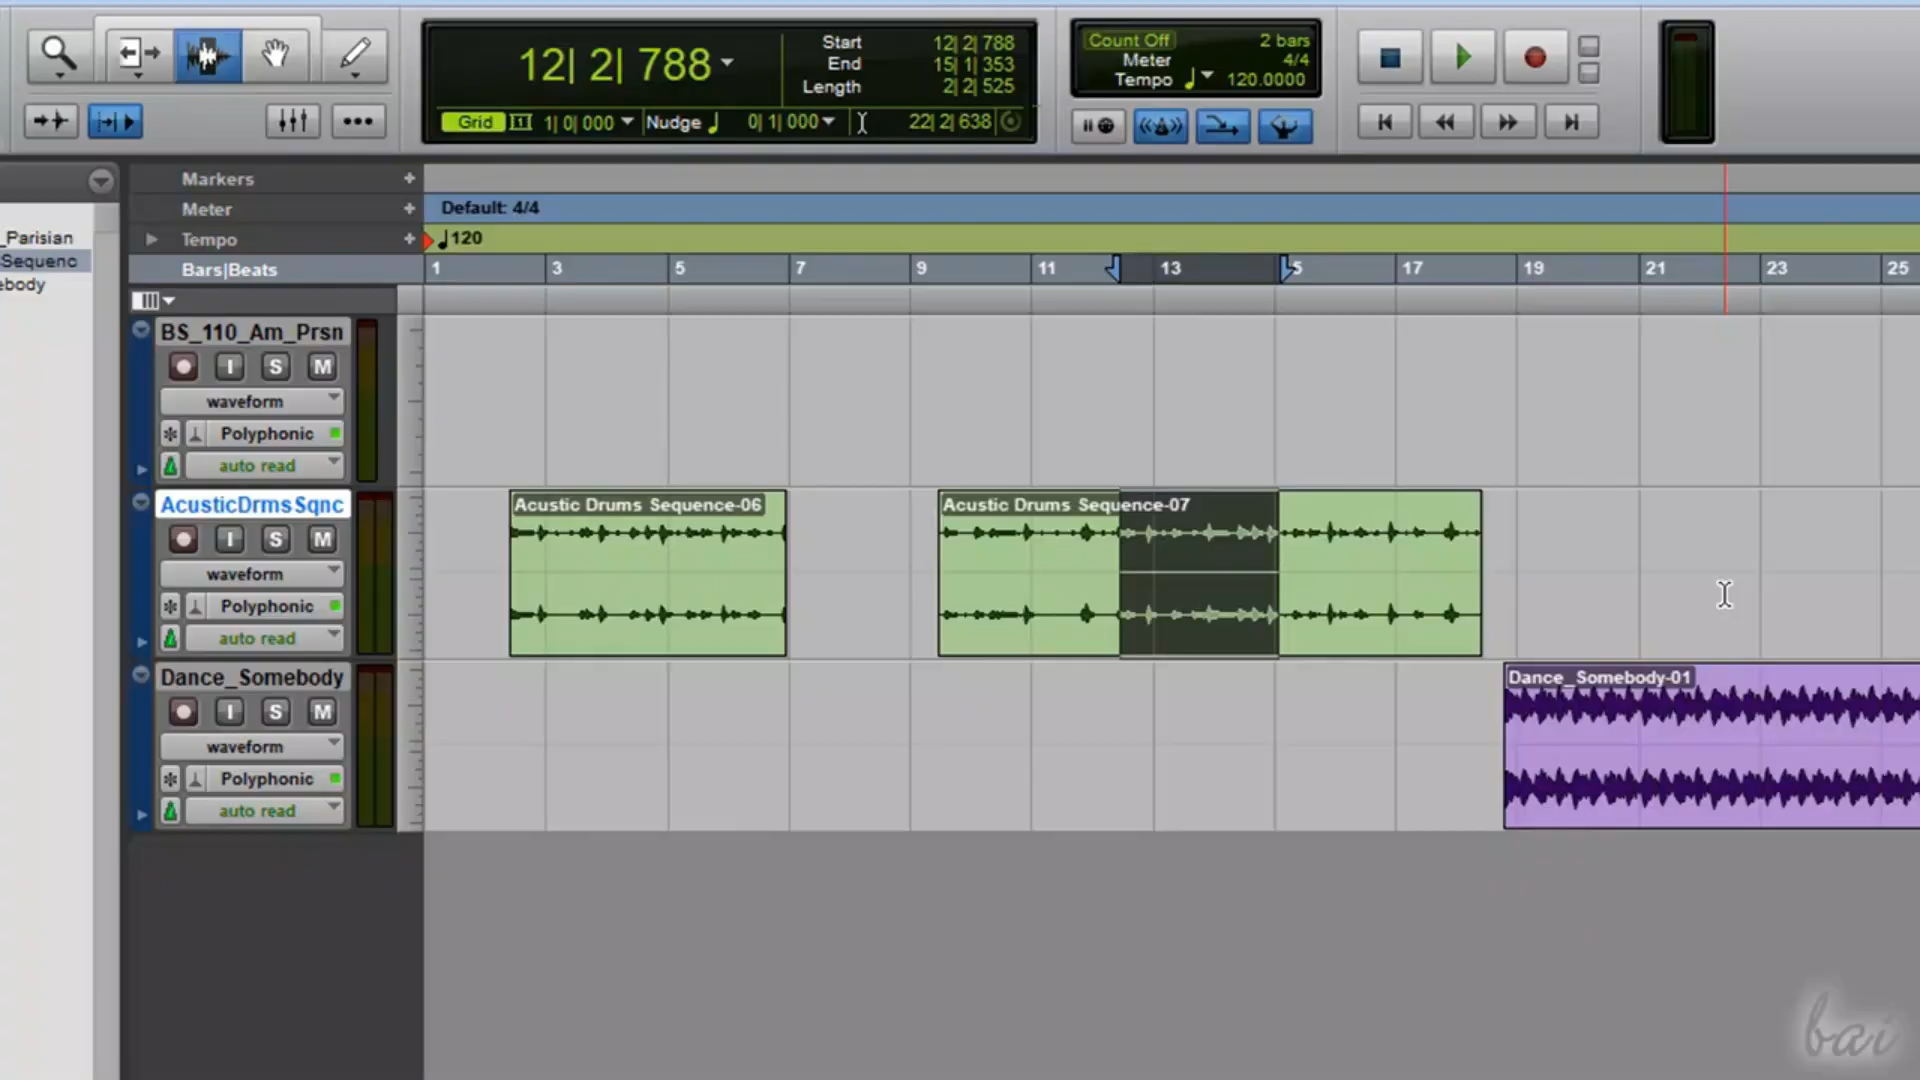 12| 2| 788
Start 12| 2| 788
End 15| 1| 353
Length 2| 2| 525
Grid 1| 0| 000 Nudge 0| 1| 000 22| 2| 638
Count Off 2 bars
Meter 4/4
Tempo 120.0000
Markers +
Meter + Default: 4/4
Tempo + 120
Bars|Beats 1 3 5 7 9 11 13 5 17 19 21 23 25
_Parisian
Sequenc
ebody
BS_110_Am_Prsn
I S M
waveform
Polyphonic
auto read
AcusticDrmsSqnc
I S M
waveform
Polyphonic
auto read
Acustic Drums Sequence-06
Acustic Drums Sequence-07
Dance_Somebody
I S M
waveform
Polyphonic
auto read
Dance_Somebody-01
bai